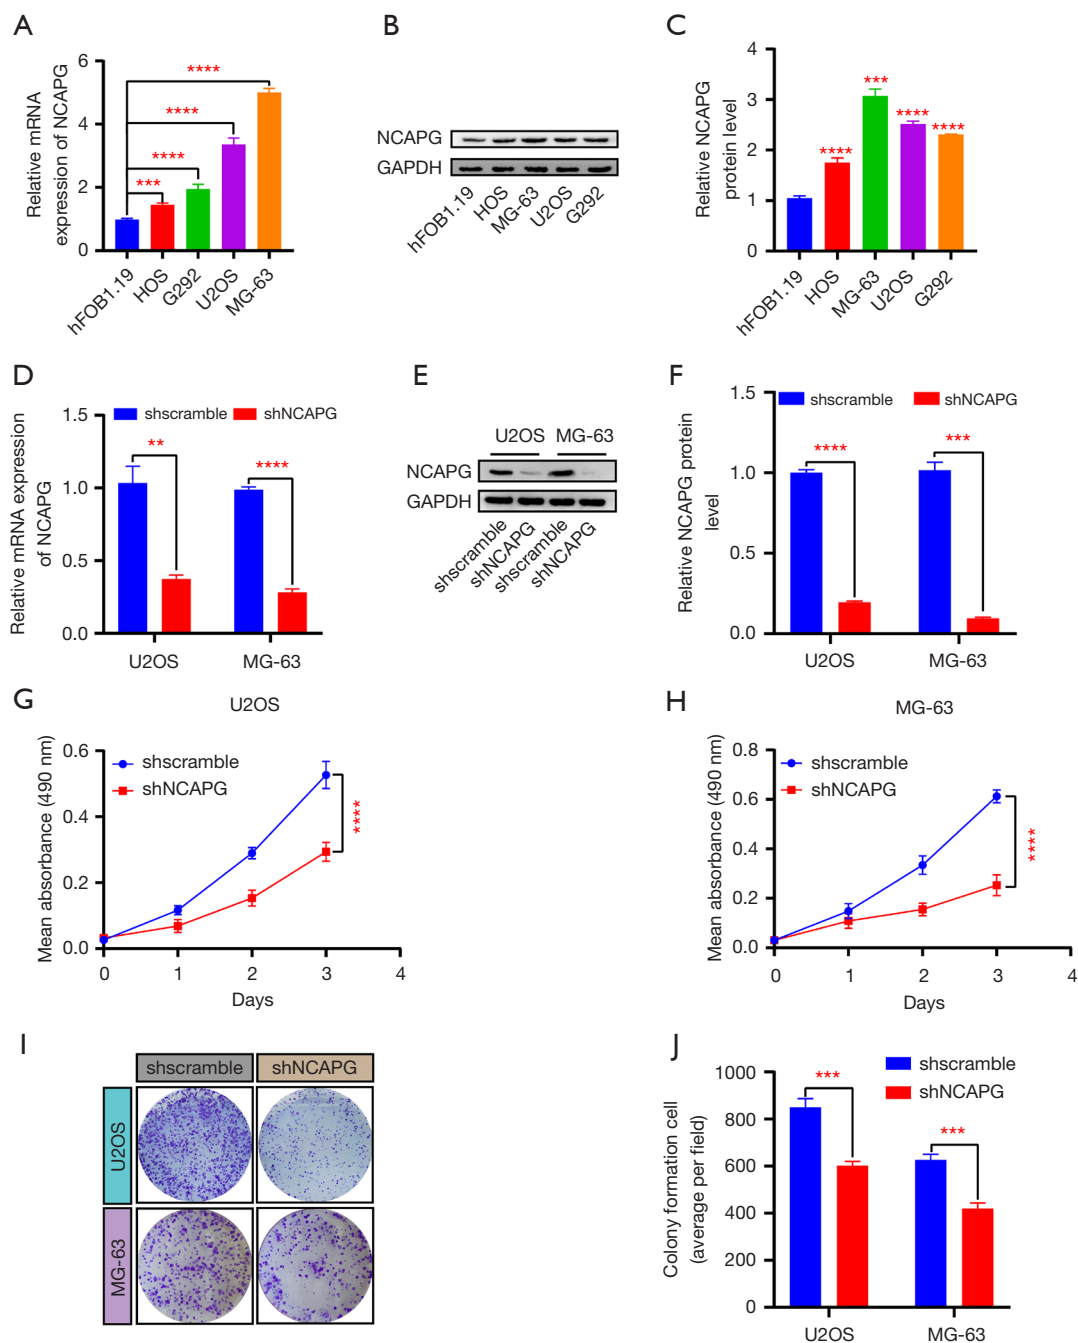 A
Relative mRNA
expression of NCAPG
6
4
2
0
****
****
****
***
hFOB1.19
HOS
G292
U2OS
MG-63
B
NCAPG
GAPDH
hFOB1.19
HOS
MG-63
U2OS
G292
C
Relative NCAPG
protein level
4
3
2
1
0
****
***
****
****
hFOB1.19
HOS
MG-63
U2OS
G292
D
Relative mRNA expression
of NCAPG
shscramble
shNCAPG
1.5
1.0
0.5
0.0
**
****
U2OS
MG-63
E
U2OS
MG-63
NCAPG
GAPDH
shscramble
shNCAPG
shscramble
shNCAPG
F
Relative NCAPG protein
level
shscramble
shNCAPG
1.5
1.0
0.5
0.0
****
***
U2OS
MG-63
G
U2OS
Mean absorbance (490 nm)
0.6
0.4
0.2
0.0
shscramble
shNCAPG
****
0
1
2
3
4
Days
H
MG-63
Mean absorbance (490 nm)
0.8
0.6
0.4
0.2
0.0
shscramble
shNCAPG
****
0
1
2
3
4
Days
I
shscramble
shNCAPG
U2OS
MG-63
J
Colony formation cell
(average per field)
shscramble
shNCAPG
1000
800
600
400
200
0
***
***
U2OS
MG-63